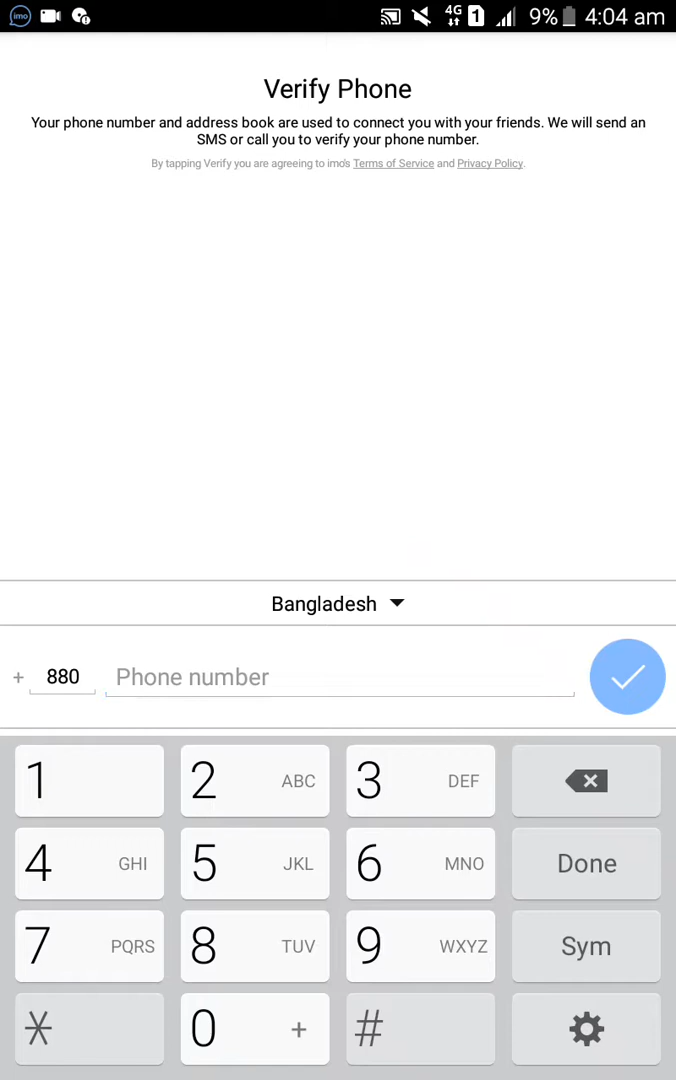 imo 4G 1 9% 4:04 am
Verify Phone
Your phone number and address book are used to connect you with your friends. We will send an
SMS or call you to verify your phone number.
By tapping Verify you are agreeing to imo's Terms of Service and Privacy Policy.
Bangladesh
+ 880 Phone number
1 2 ABC 3 DEF
4 GHI 5 JKL 6 MNO Done
7 PQRS 8 TUV 9 WXYZ Sym
* 0 + #